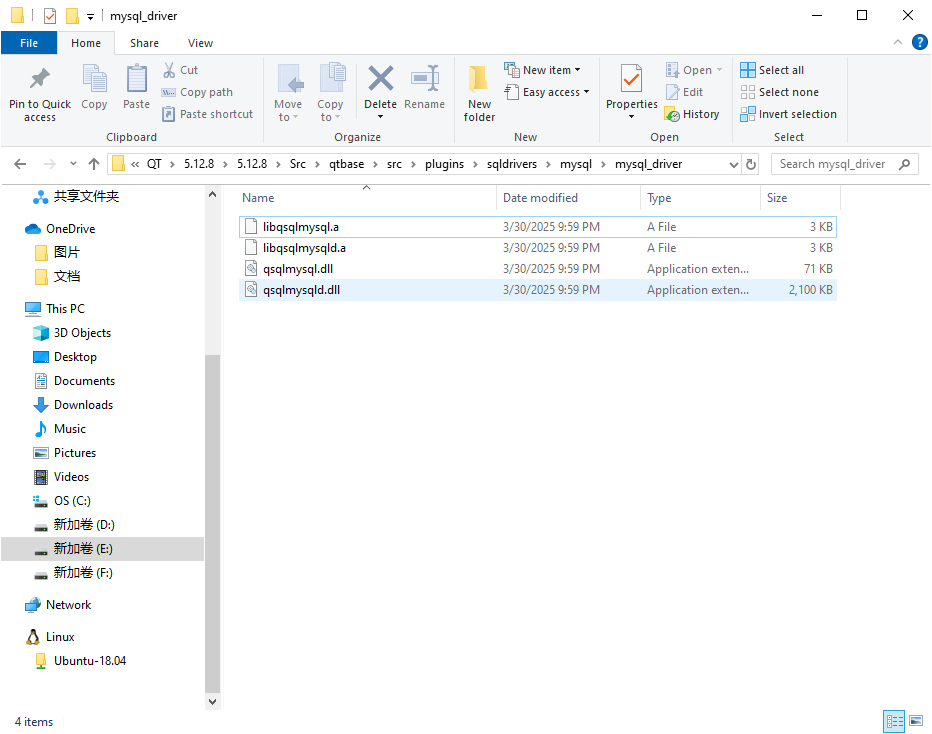 mysql_driver
File Home Share View
Pin to Quick access
Copy
Paste
Cut
Copy path
Paste shortcut
Clipboard
Move to
Copy to
Delete
Rename
Organize
New folder
New item
Easy access
New
Properties
Open
Edit
History
Open
Select all
Select none
Invert selection
Select
« QT > 5.12.8 > 5.12.8 > Src > qtbase > src > plugins > sqldrivers > mysql > mysql_driver
Search mysql_driver
共享文件夹
OneDrive
图片
文档
This PC
3D Objects
Desktop
Documents
Downloads
Music
Pictures
Videos
OS (C:)
新加卷 (D:)
新加卷 (E:)
新加卷 (F:)
Network
Linux
Ubuntu-18.04
Name Date modified Type Size
libqsqlmysql.a 3/30/2025 9:59 PM A File 3 KB
libqsqlmysqld.a 3/30/2025 9:59 PM A File 3 KB
qsqlmysql.dll 3/30/2025 9:59 PM Application exten... 71 KB
qsqlmysqld.dll 3/30/2025 9:59 PM Application exten... 2,100 KB
4 items